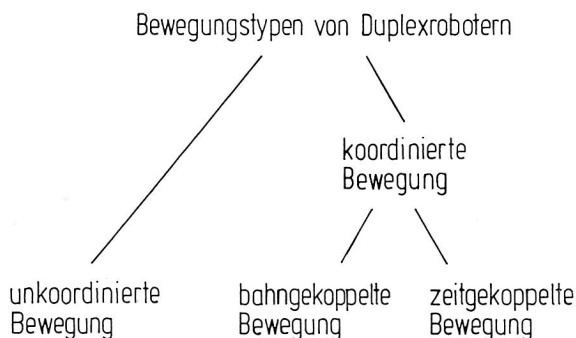 Bewegungstypen von Duplexrobotern
koordinierte
Bewegung
unkoordinierte
Bewegung
bahngekoppelte
Bewegung
zeitgekoppelte
Bewegung